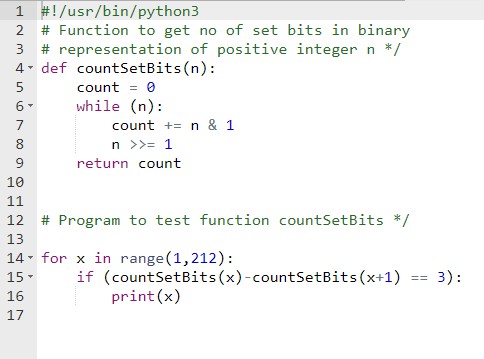 1 #!/usr/bin/python3
2 # Function to get no of set bits in binary
3 # representation of positive integer n */
4 def countSetBits(n):
5     count = 0
6     while (n):
7         count += n & 1
8         n >>= 1
9     return count
10
11
12 # Program to test function countSetBits */
13
14 for x in range(1,212):
15     if (countSetBits(x)-countSetBits(x+1) == 3):
16         print(x)
17